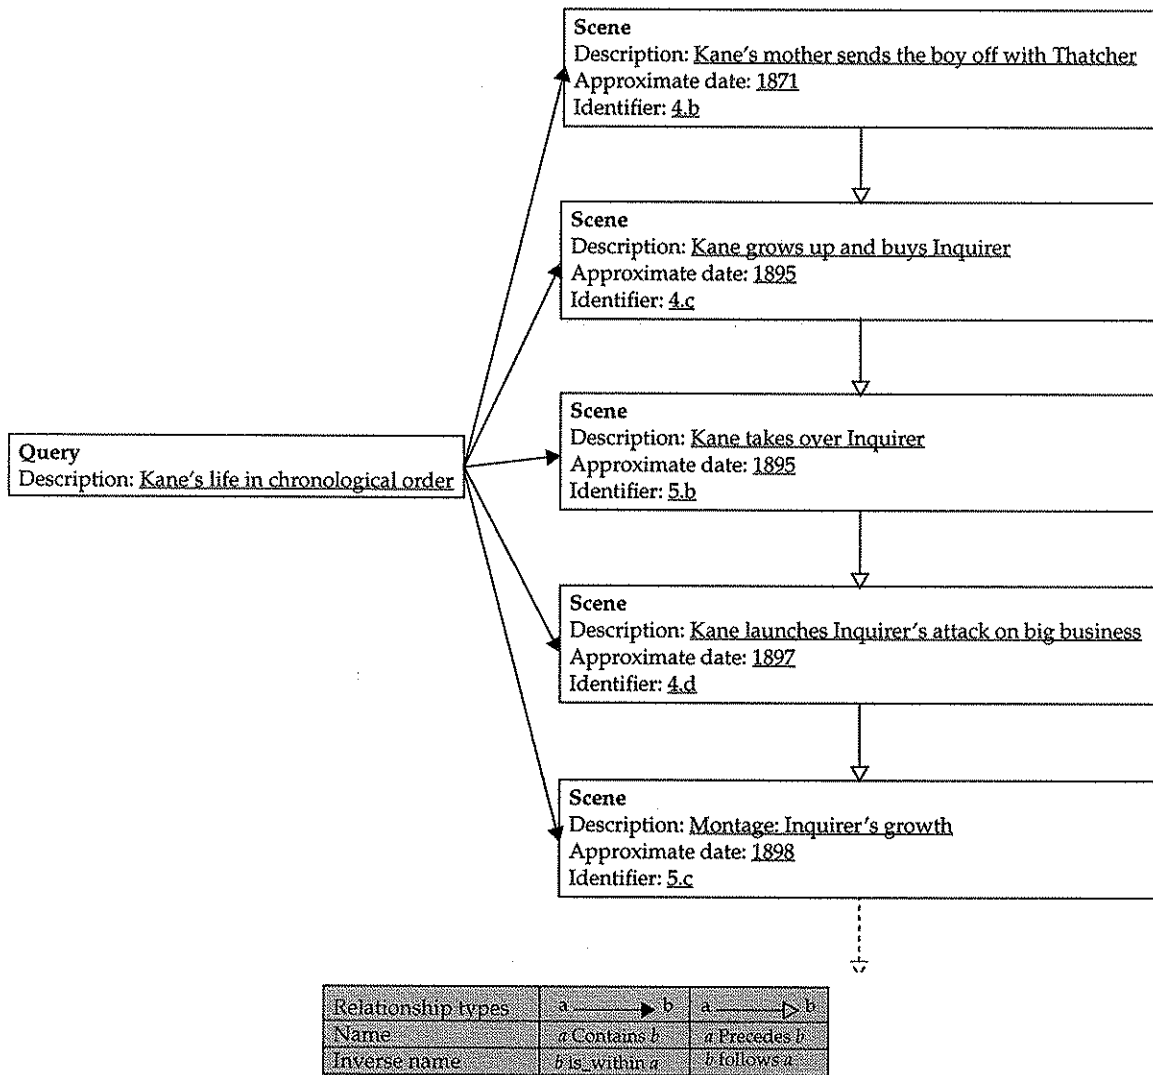 Scene
Description: Kane's mother sends the boy off with Thatcher
Approximate date: 1871
Identifier: 4.b
Scene
Description: Kane grows up and buys Inquirer
Approximate date: 1895
Identifier: 4.c
Scene
Description: Kane takes over Inquirer
Approximate date: 1895
Identifier: 5.b
Query
Description: Kane's life in chronological order
Scene
Description: Kane launches Inquirer's attack on big business
Approximate date: 1897
Identifier: 4.d
Scene
Description: Montage: Inquirer's growth
Approximate date: 1898
Identifier: 5.c
Relationship types a b a b
Name a Contains b a Precedes b
Inverse name b is_within a b follows a